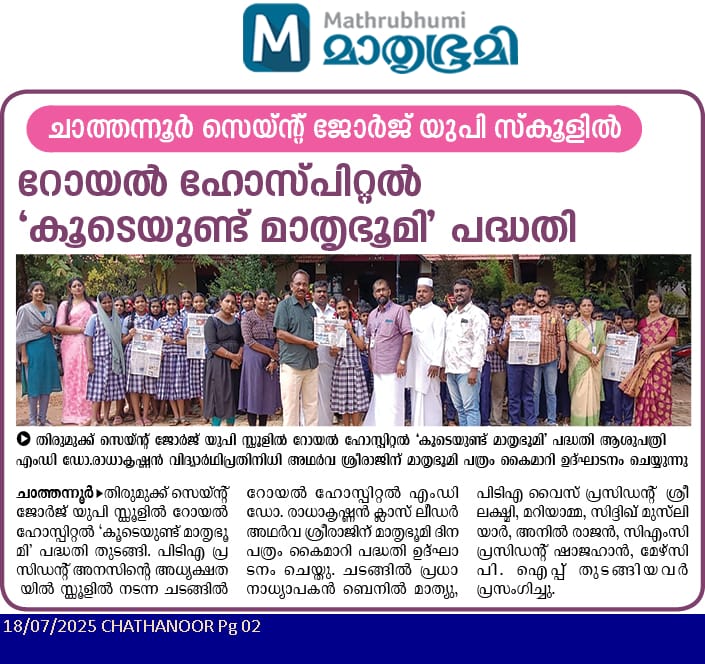 Mathrubhumi
മാതൃഭൂമി
ചാത്തന്നൂർ സെയ്ന്റ് ജോർജ് യുപി സ്കൂളിൽ
റോയൽ ഹോസ്പിറ്റൽ
‘കൂടെയുണ്ട് മാതൃഭൂമി’ പദ്ധതി
തിരുമുക്ക് സെയ്ന്റ് ജോർജ് യുപി സ്കൂളിൽ റോയൽ ഹോസ്പിറ്റൽ ‘കൂടെയുണ്ട് മാതൃഭൂമി’ പദ്ധതി ആശുപത്രി
എംഡി ഡോ.രാധാകൃഷ്ണൻ വിദ്യാർഥിപ്രതിനിധി അഥർവ ശ്രീരാജിന് മാതൃഭൂമി പത്രം കൈമാറി ഉദ്ഘാടനം ചെയ്യുന്നു
ചാത്തന്നൂർ ▸ തിരുമുക്ക് സെയ്ന്റ്
ജോർജ് യുപി സ്കൂളിൽ റോയൽ
ഹോസ്പിറ്റൽ ‘കൂടെയുണ്ട് മാതൃഭൂ
മി’ പദ്ധതി തുടങ്ങി. പിടിഎ പ്ര
സിഡന്റ് അനസിന്റെ അധ്യക്ഷത
യിൽ സ്കൂളിൽ നടന്ന ചടങ്ങിൽ
റോയൽ ഹോസ്പിറ്റൽ എംഡി
ഡോ. രാധാകൃഷ്ണൻ ക്ലാസ് ലീഡർ
അഥർവ ശ്രീരാജിന് മാതൃഭൂമി ദിന
പത്രം കൈമാറി പദ്ധതി ഉദ്ഘാ
ടനം ചെയ്തു. ചടങ്ങിൽ പ്രധാ
നാധ്യാപകൻ ബെനിൽ മാത്യു,
പിടിഎ വൈസ് പ്രസിഡന്റ് ശ്രീ
ലക്ഷ്മി, മറിയാമ്മ, സിദ്ദിഖ് മുസ്‌ലി
യാർ, അനിൽ രാജൻ, സിഎംസി
പ്രസിഡന്റ് ഷാജഹാൻ, മേഴ്സി
പി. ഐപ്പ് തുടങ്ങിയവർ
പ്രസംഗിച്ചു.
18/07/2025 CHATHANOOR Pg 02